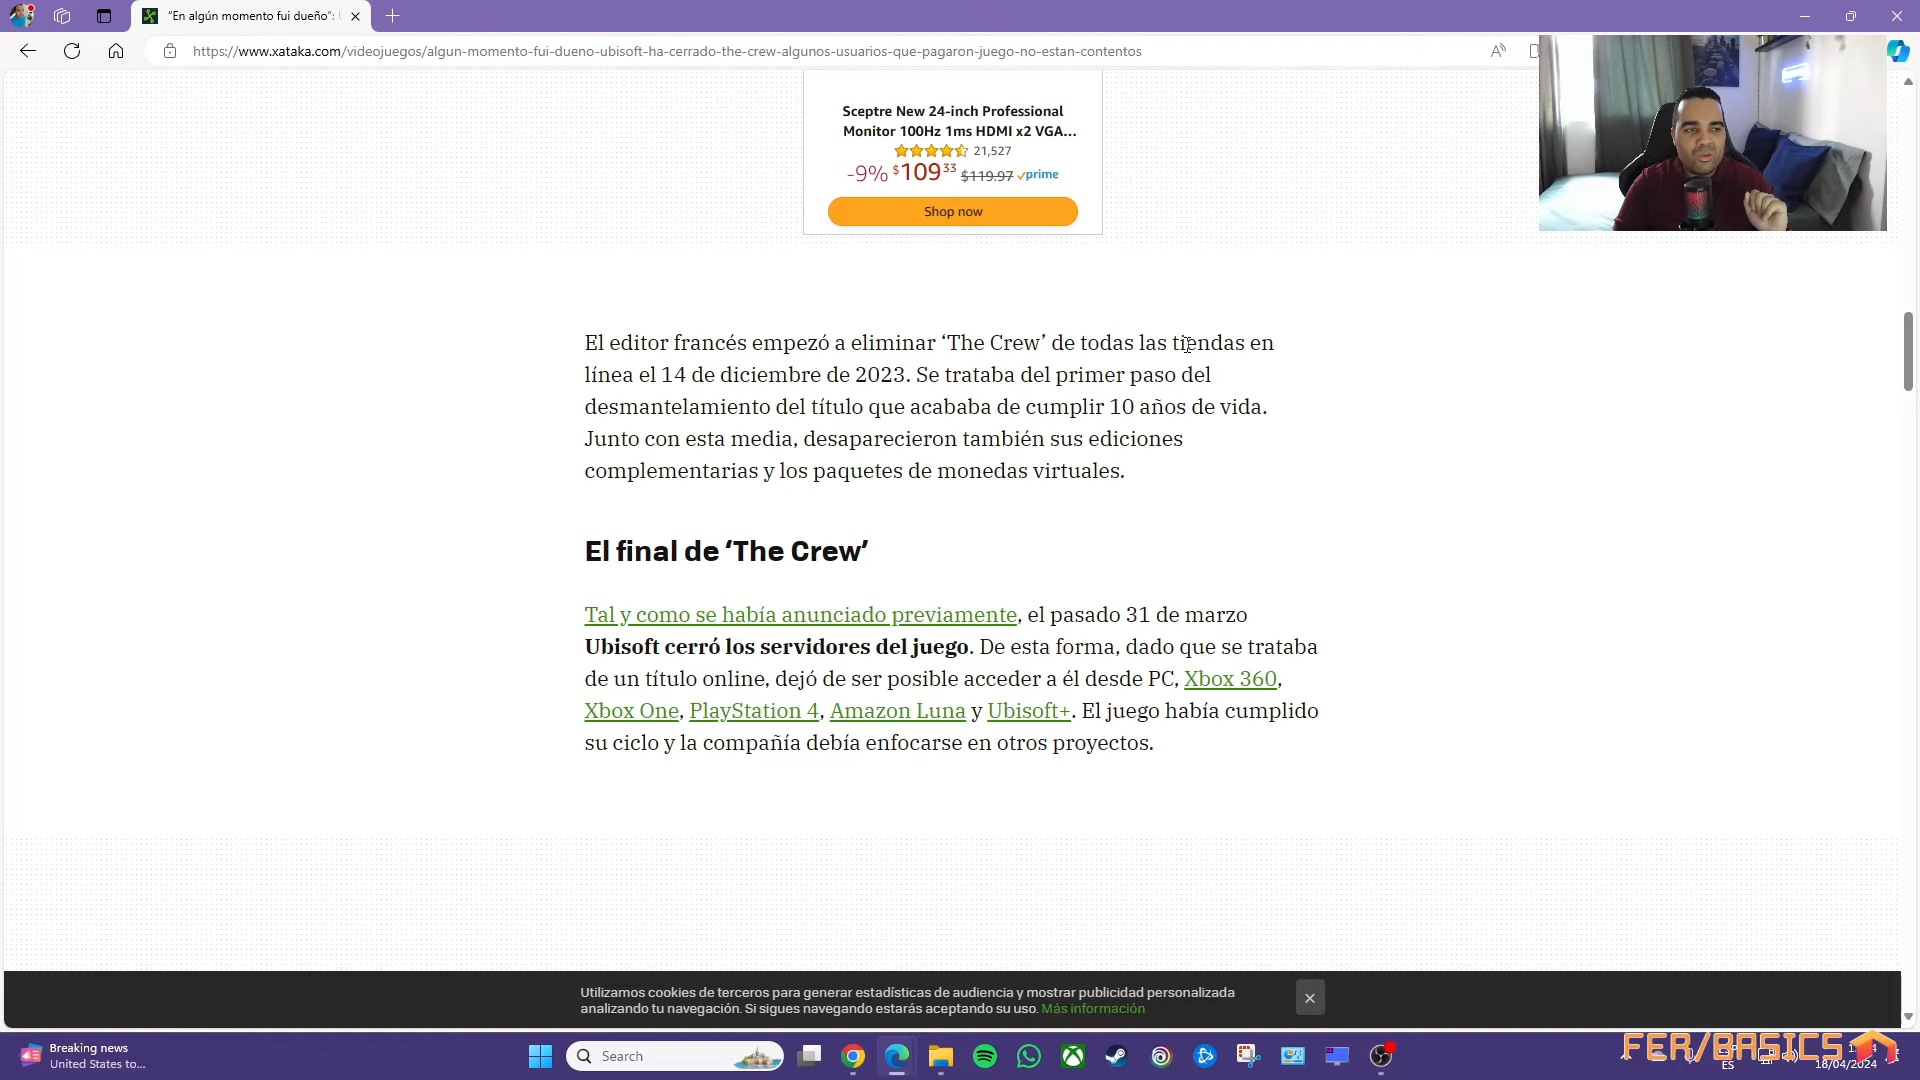 "En algún momento fui dueño":
https://www.xataka.com/videojuegos/algun-momento-fui-dueno-ubisoft-ha-cerrado-the-crew-algunos-usuarios-que-pagaron-juego-no-estan-contentos
Sceptre New 24-inch Professional
Monitor 100Hz 1ms HDMI x2 VGA...
21,527
-9% $109.33 $119.97 prime
Shop now
El editor francés empezó a eliminar ‘The Crew’ de todas las tiendas en
línea el 14 de diciembre de 2023. Se trataba del primer paso del
desmantelamiento del título que acababa de cumplir 10 años de vida.
Junto con esta media, desaparecieron también sus ediciones
complementarias y los paquetes de monedas virtuales.
El final de ‘The Crew’
Tal y como se había anunciado previamente, el pasado 31 de marzo
Ubisoft cerró los servidores del juego. De esta forma, dado que se trataba
de un título online, dejó de ser posible acceder a él desde PC, Xbox 360,
Xbox One, PlayStation 4, Amazon Luna y Ubisoft+. El juego había cumplido
su ciclo y la compañía debía enfocarse en otros proyectos.
Utilizamos cookies de terceros para generar estadísticas de audiencia y mostrar publicidad personalizada
analizando tu navegación. Si sigues navegando estarás aceptando su uso. Más información
Breaking news
United States to...
Search
FER/BASICS
ES
18/04/2024